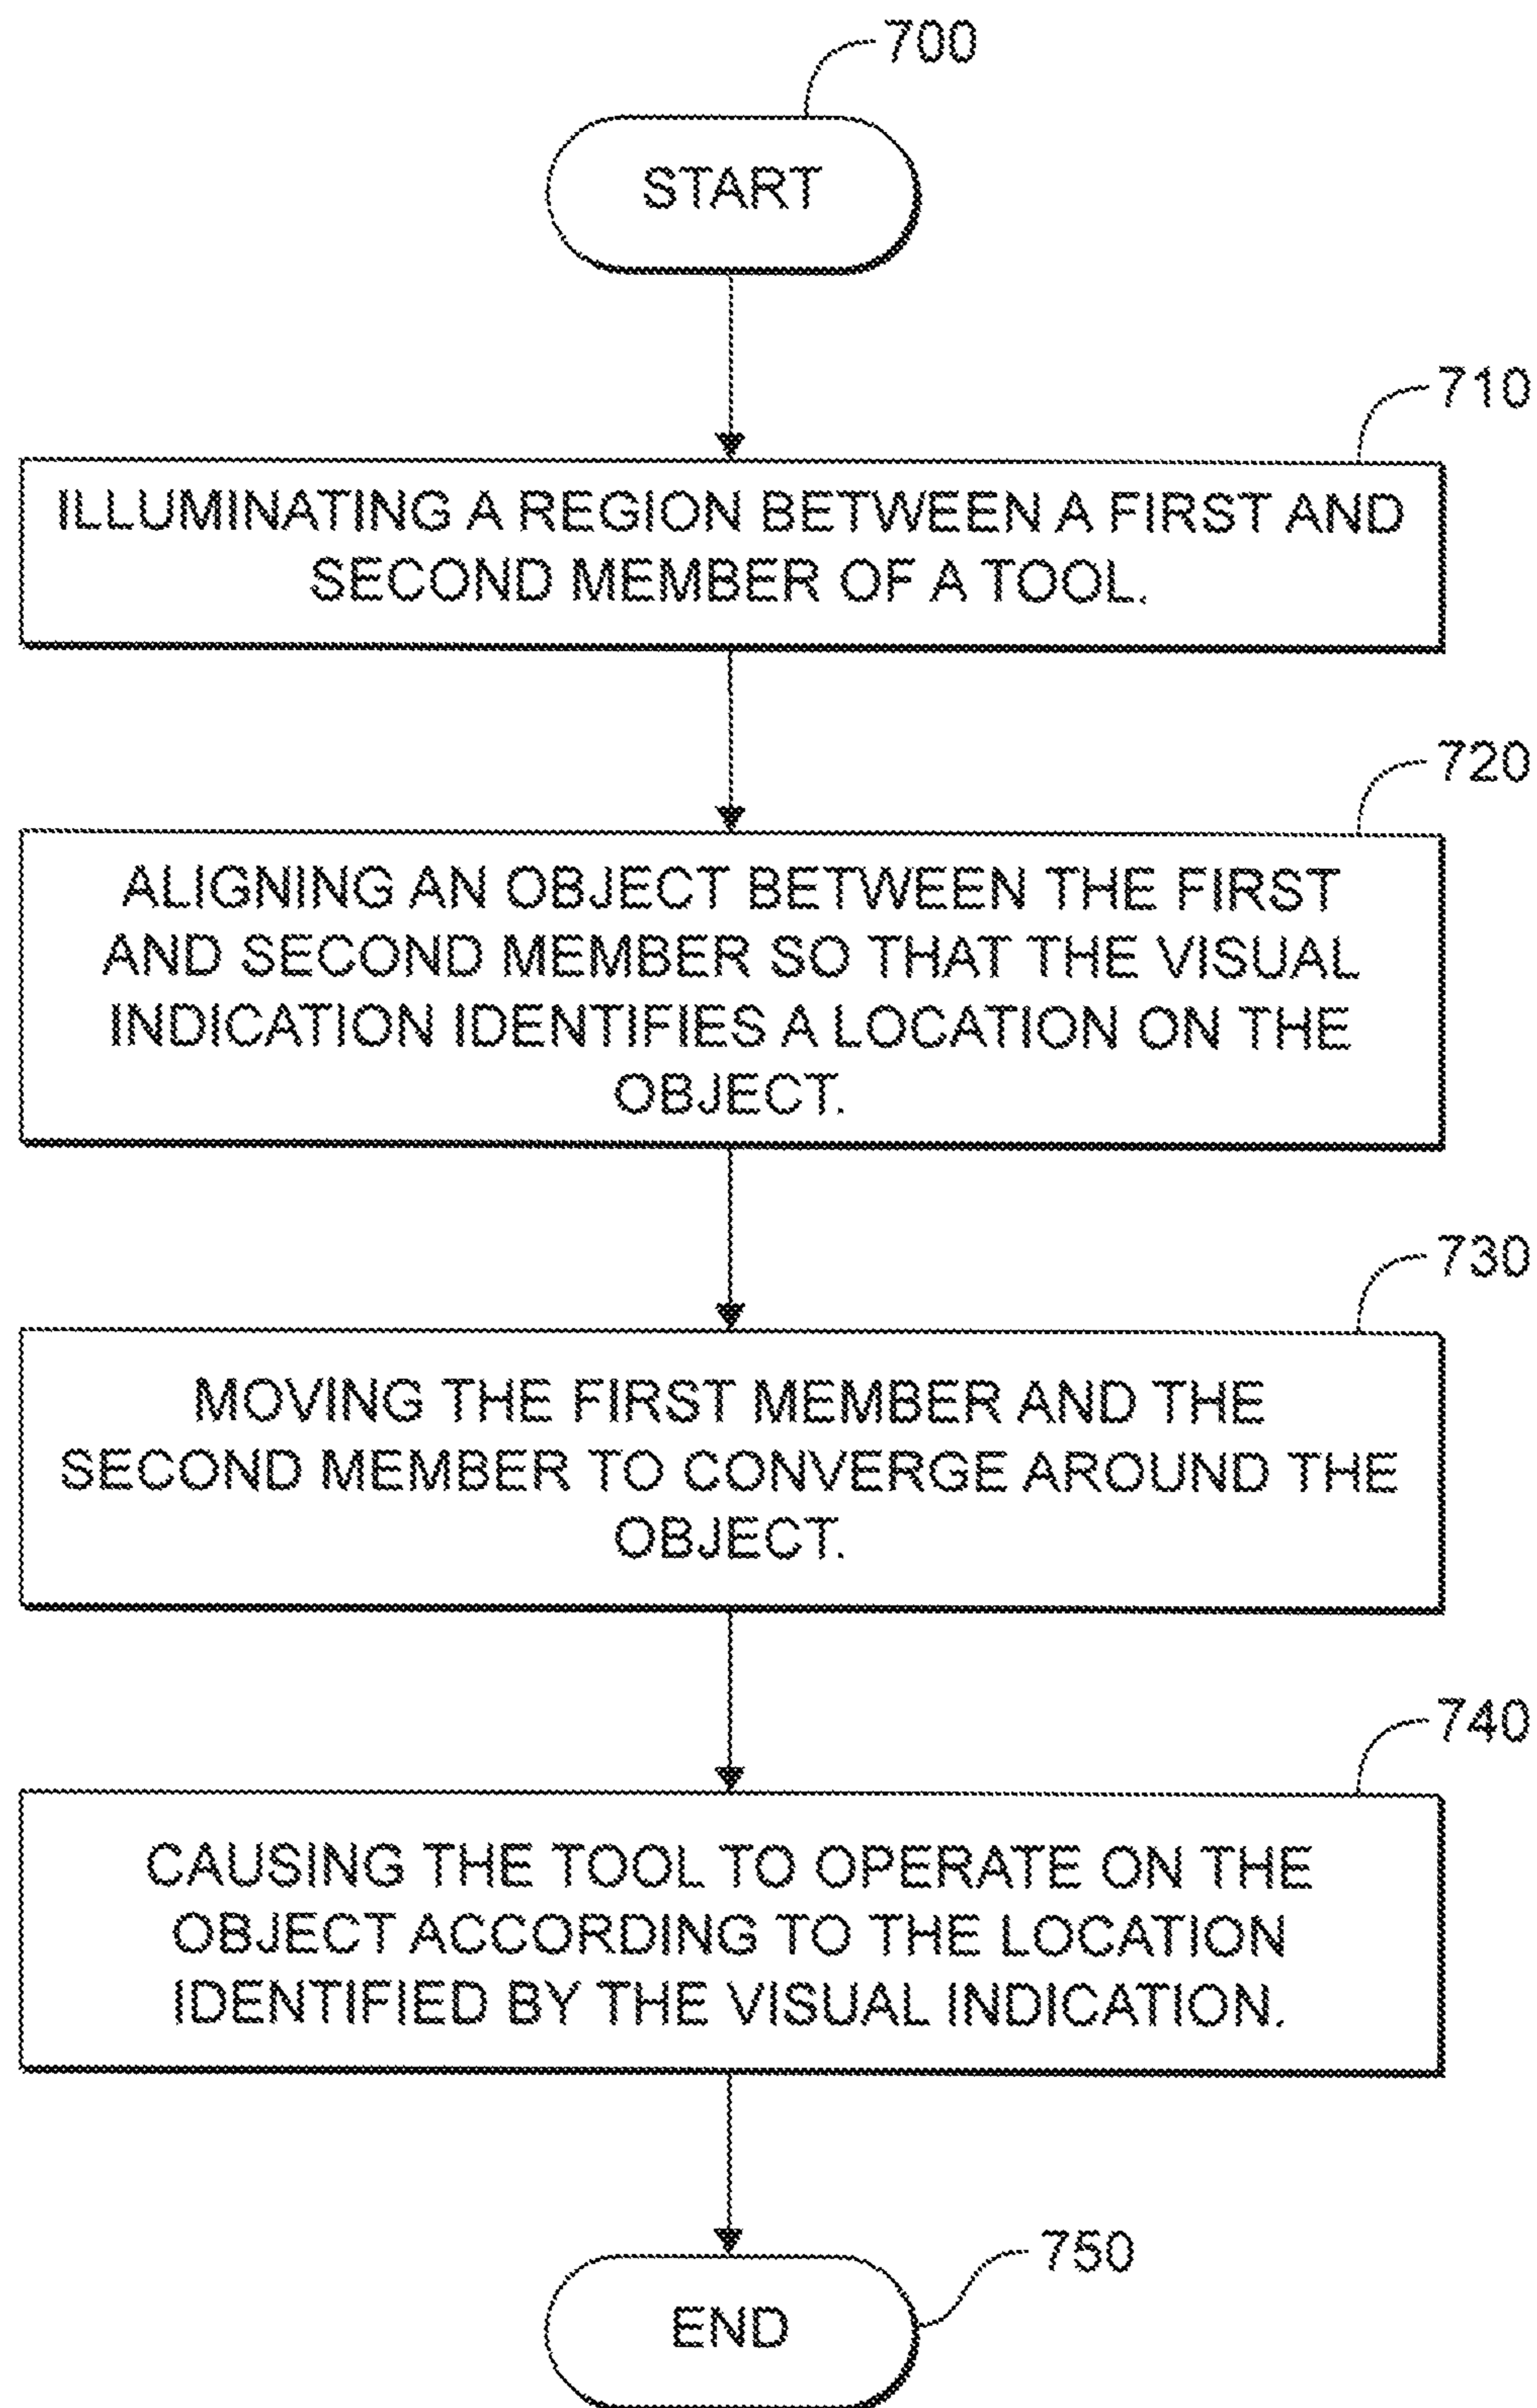 700
START
710
ILLUMINATING A REGION BETWEEN A FIRST AND
SECOND MEMBER OF A TOOL.
720
ALIGNING AN OBJECT BETWEEN THE FIRST
AND SECOND MEMBER SO THAT THE VISUAL
INDICATION IDENTIFIES A LOCATION ON THE
OBJECT.
730
MOVING THE FIRST MEMBER AND THE
SECOND MEMBER TO CONVERGE AROUND THE
OBJECT.
740
CAUSING THE TOOL TO OPERATE ON THE
OBJECT ACCORDING TO THE LOCATION
IDENTIFIED BY THE VISUAL INDICATION.
750
END